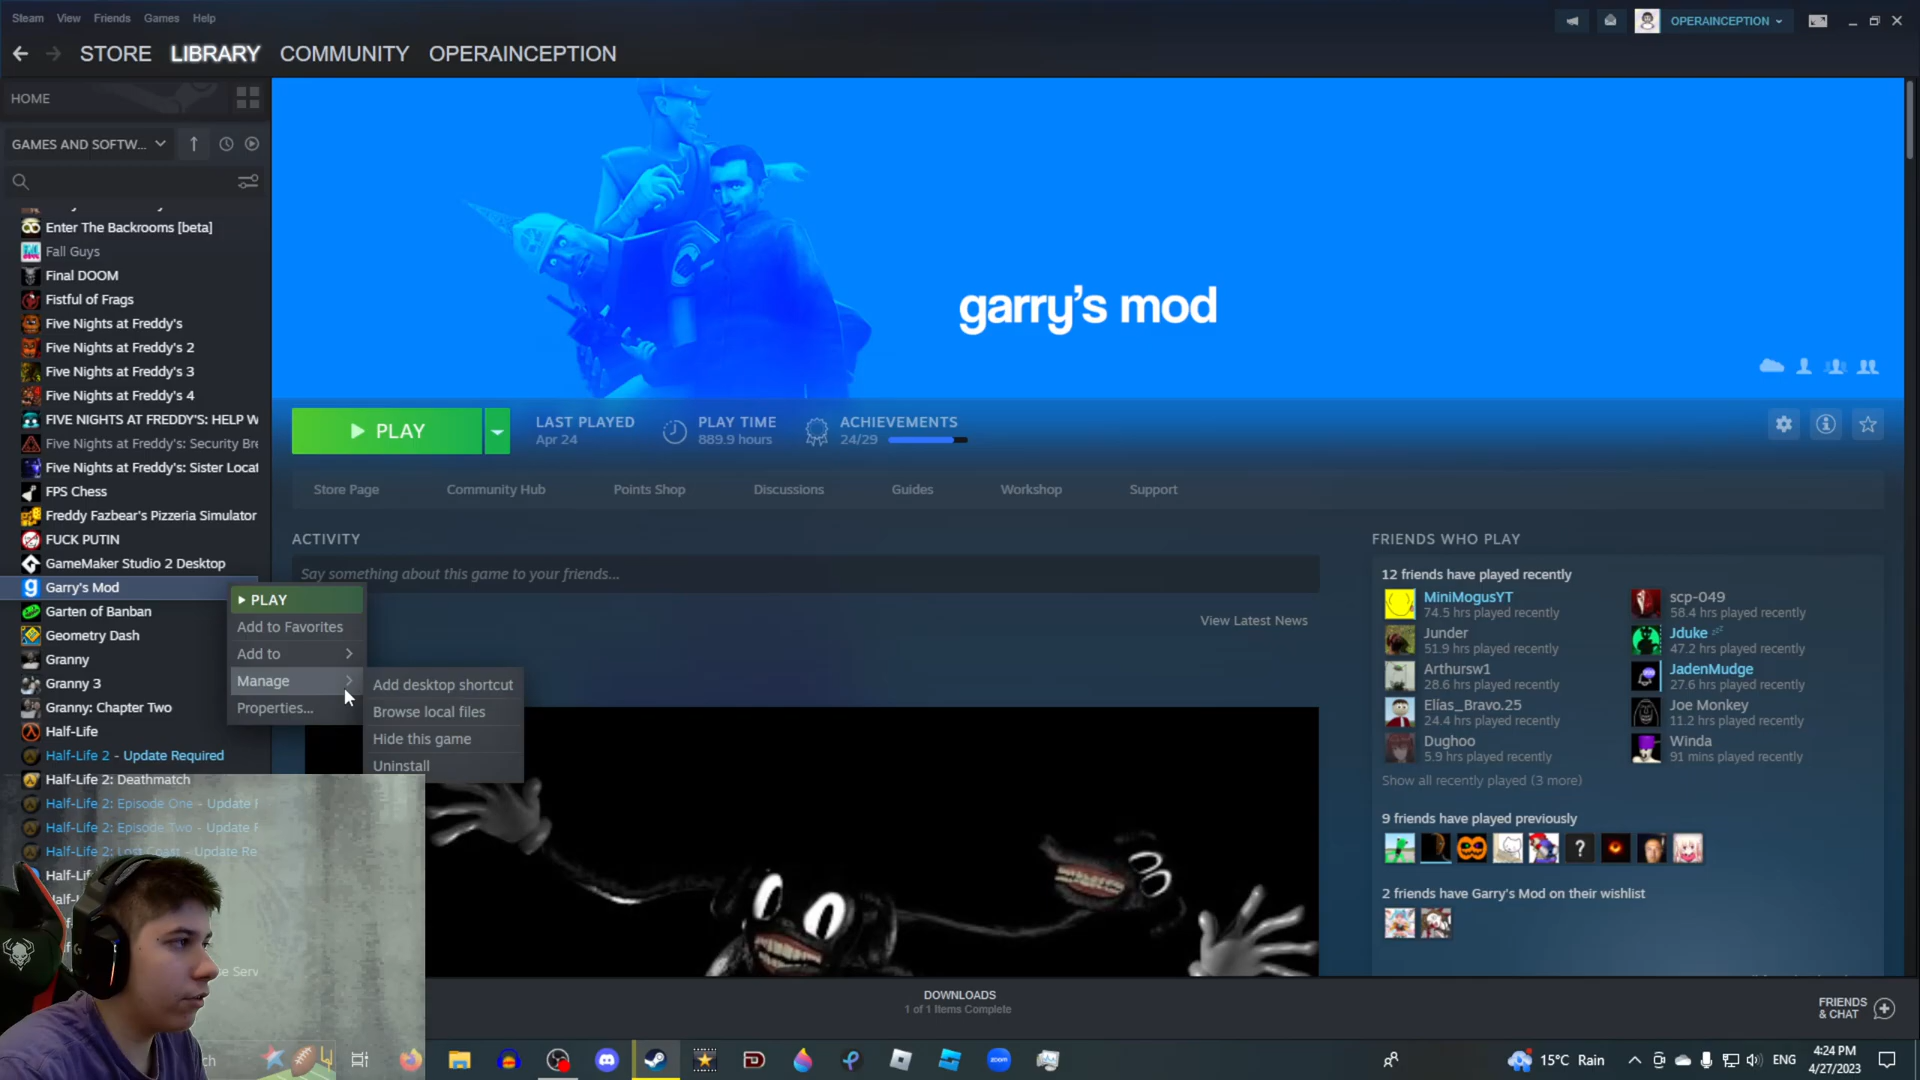 Steam View Friends Games Help
OPERAINCEPTION
STORE LIBRARY COMMUNITY OPERAINCEPTION
HOME
GAMES AND SOFTW...
Enter The Backrooms [beta]
Fall Guys
Final DOOM
Fistful of Frags
Five Nights at Freddy's
Five Nights at Freddy's 2
Five Nights at Freddy's 3
Five Nights at Freddy's 4
FIVE NIGHTS AT FREDDY'S: HELP W
Five Nights at Freddy's: Security Bre
Five Nights at Freddy's: Sister Locat
FPS Chess
Freddy Fazbear's Pizzeria Simulator
FUCK PUTIN
GameMaker Studio 2 Desktop
Garry's Mod
Garten of Banban
Geometry Dash
Granny
Granny 3
Granny: Chapter Two
Half-Life
Half-Life 2 - Update Required
Half-Life 2: Deathmatch
Half-Life 2: Episode One - Update F
Half-Life 2: Episode Two - Update F
Half-Life 2: Lost Coast - Update Re
PLAY
Add to Favorites
Add to
Manage
Properties...
Add desktop shortcut
Browse local files
Hide this game
Uninstall
garry's mod
PLAY
LAST PLAYED
Apr 24
PLAY TIME
889.9 hours
ACHIEVEMENTS
24/29
Store Page Community Hub Points Shop Discussions Guides Workshop Support
ACTIVITY
Say something about this game to your friends...
View Latest News
FRIENDS WHO PLAY
12 friends have played recently
MiniMogusYT
74.5 hrs played recently
scp-049
58.4 hrs played recently
Junder
51.9 hrs played recently
Jduke
47.2 hrs played recently
Arthursw1
28.6 hrs played recently
JadenMudge
27.6 hrs played recently
Elías_Bravo.25
24.4 hrs played recently
Joe Monkey
11.2 hrs played recently
Dughoo
5.9 hrs played recently
Winda
91 mins played recently
Show all recently played (3 more)
9 friends have played previously
?
2 friends have Garry's Mod on their wishlist
DOWNLOADS
1 of 1 Items Complete
FRIENDS
& CHAT
zoom
15°C Rain
ENG
4:24 PM
4/27/2023